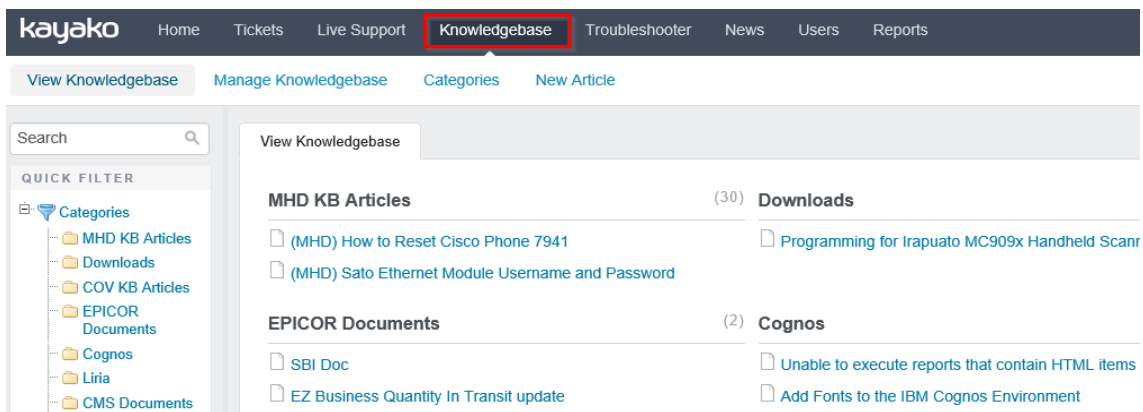 kayako Home Tickets Live Support Knowledgebase Troubleshooter News Users Reports
View Knowledgebase Manage Knowledgebase Categories New Article
Search
View Knowledgebase
QUICK FILTER
Categories
MHD KB Articles
Downloads
COV KB Articles
EPICOR
Documents
Cognos
Liria
CMS Documents
MHD KB Articles (30)
(MHD) How to Reset Cisco Phone 7941
(MHD) Sato Ethernet Module Username and Password
Downloads
Programming for Irapuato MC909x Handheld Scann
EPICOR Documents (2)
SBI Doc
EZ Business Quantity In Transit update
Cognos
Unable to execute reports that contain HTML items
Add Fonts to the IBM Cognos Environment